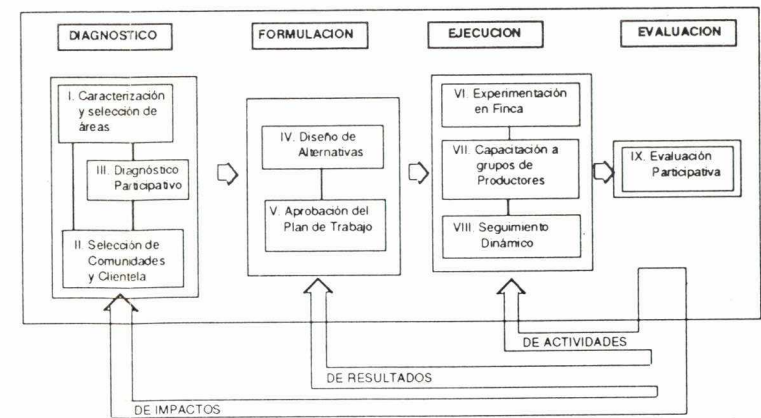 DIAGNOSTICO
FORMULACION
EJECUCION
EVALUACION
I. Caracterización
y selección de
áreas
III. Diagnóstico
Participativo
II. Selección de
Comunidades
y Clientela
IV. Diseño de
Alternativas
V. Aprobación del
Plan de Trabajo
VI. Experimentación
en Finca
VII. Capacitación a
grupos de
Productores
VIII. Seguimiento
Dinámico
IX. Evaluación
Participativa
DE ACTIVIDADES
DE RESULTADOS
DE IMPACTOS